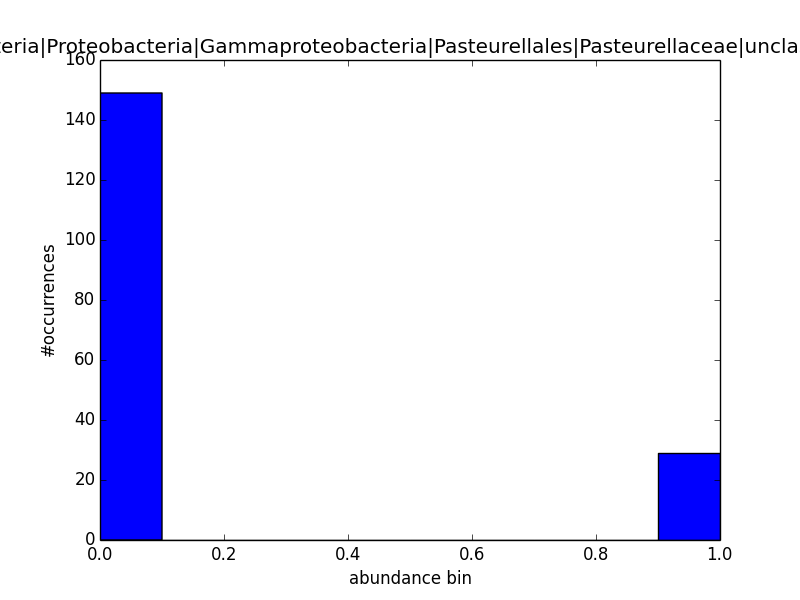 teria|Proteobacteria|Gammaproteobacteria|Pasteurellales|Pasteurellaceae|uncla
160
140
120
100
80
60
40
20
0
#occurrences
0.0 0.2 0.4 0.6 0.8 1.0
abundance bin